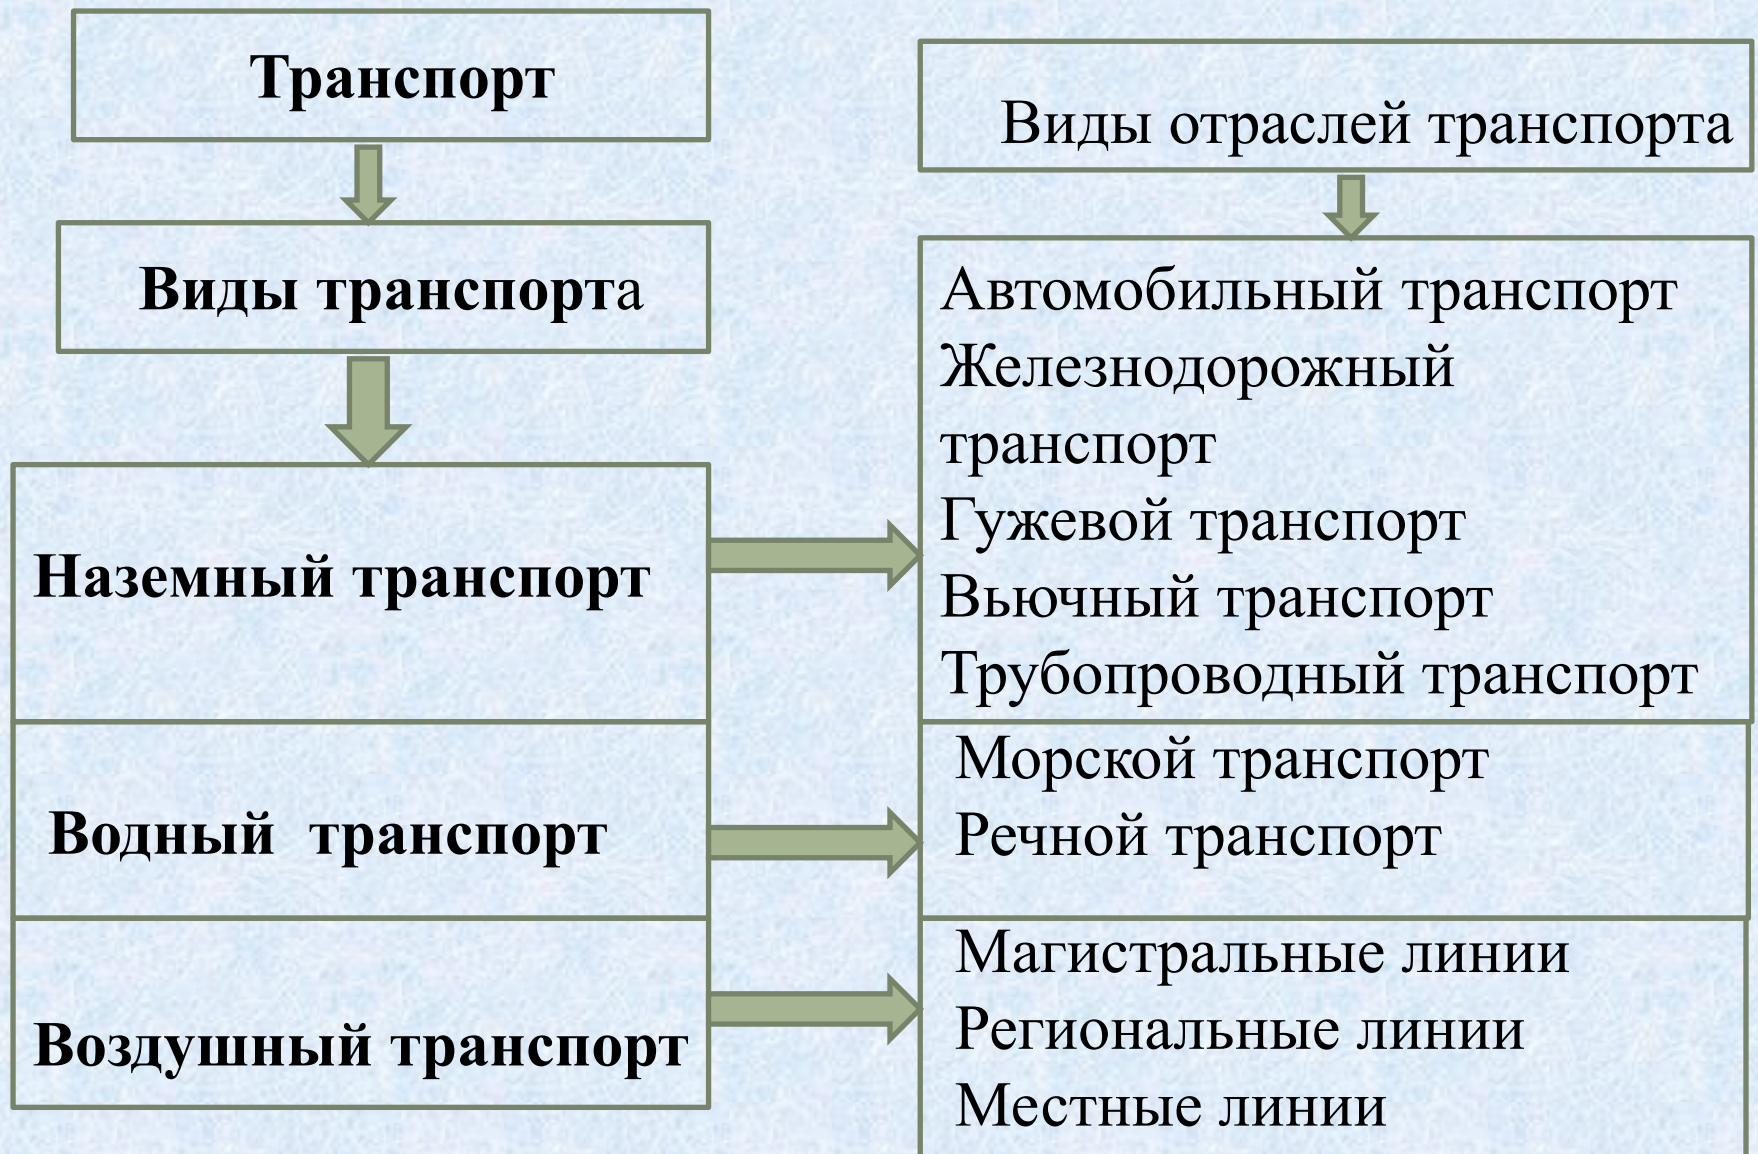 Транспорт
Виды транспорта
Наземный транспорт
Водный транспорт
Воздушный транспорт
Виды отраслей транспорта
Автомобильный транспорт
Железнодорожный
транспорт
Гужевой транспорт
Вьючный транспорт
Трубопроводный транспорт
Морской транспорт
Речной транспорт
Магистральные линии
Региональные линии
Местные линии